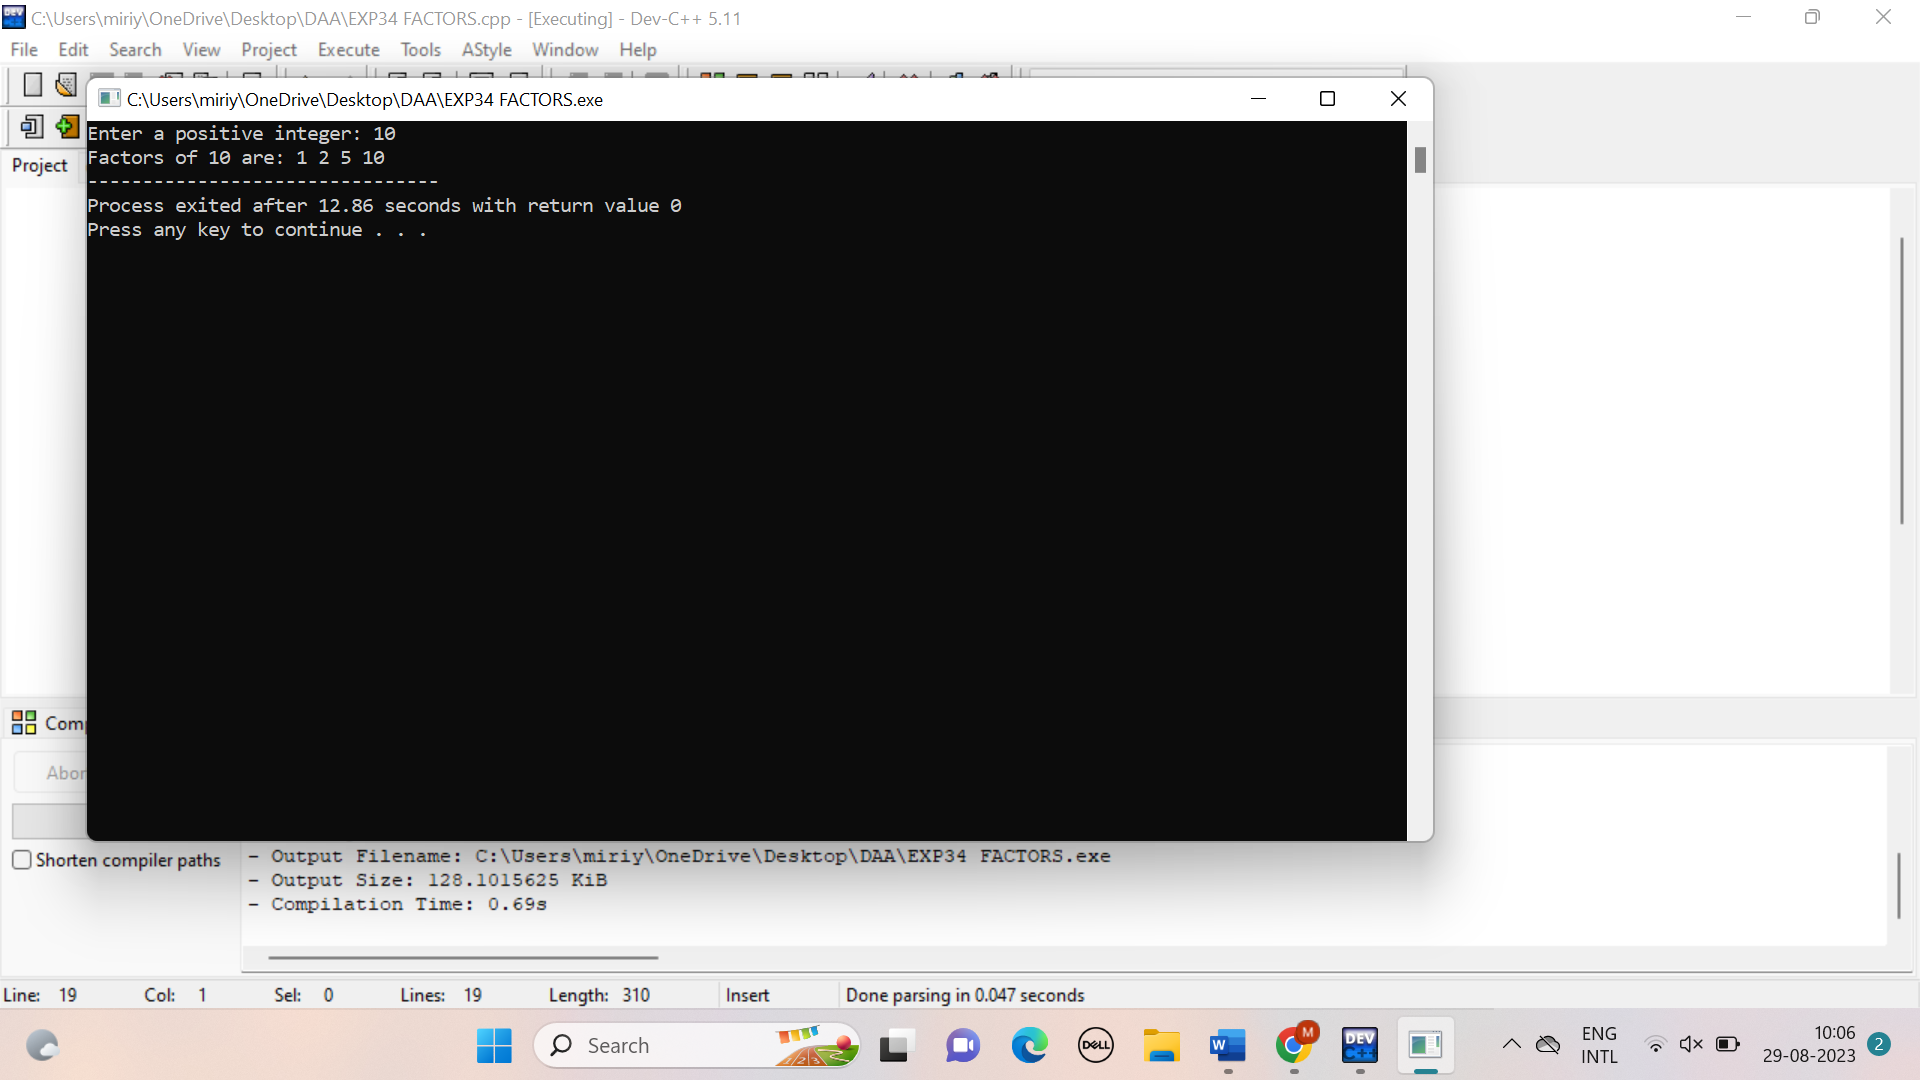 C:\Users\miriy\OneDrive\Desktop\DAA\EXP34 FACTORS.cpp - [Executing] - Dev-C++ 5.11
File Edit Search View Project Execute Tools AStyle Window Help
C:\Users\miriy\OneDrive\Desktop\DAA\EXP34 FACTORS.exe
Project
Enter a positive integer: 10
Factors of 10 are: 1 2 5 10
--------------------------------
Process exited after 12.86 seconds with return value 0
Press any key to continue . . .
Shorten compiler paths
- Output Filename: C:\Users\miriy\OneDrive\Desktop\DAA\EXP34 FACTORS.exe
- Output Size: 128.1015625 KiB
- Compilation Time: 0.69s
Line: 19 Col: 1 Sel: 0 Lines: 19 Length: 310 Insert Done parsing in 0.047 seconds
Search
DELL
W
M
DEV C++
ENG
INTL
10:06
29-08-2023
2